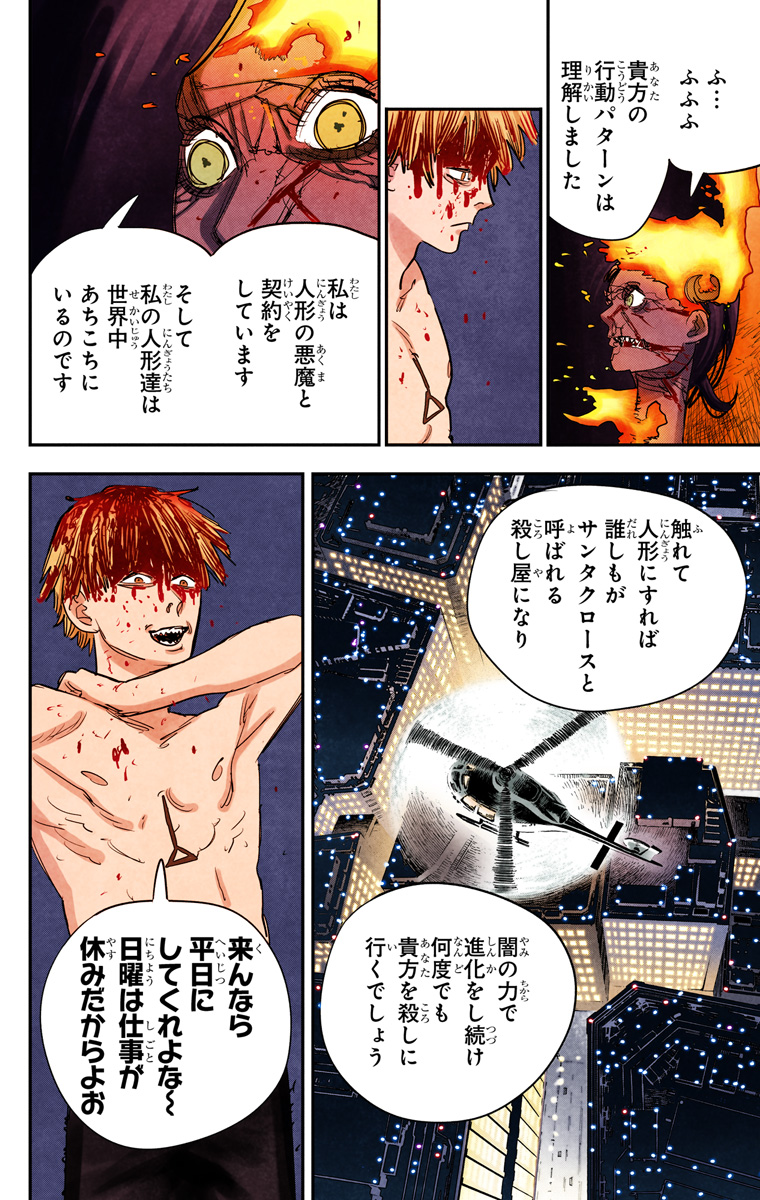 ふ…
ふふふ
貴方の
行動パターンは
理解しました
私は
人形の悪魔と
契約を
しています
そして
私の人形達は
世界中
あちこちに
いるのです
触れて
人形にすれば
誰しもが
サンタクロースと
呼ばれる
殺し屋になり
闇の力で
進化をし続け
何度でも
貴方を殺しに
行くでしょう
来んなら
平日に
してくれよな～
日曜は仕事が
休みだからよお